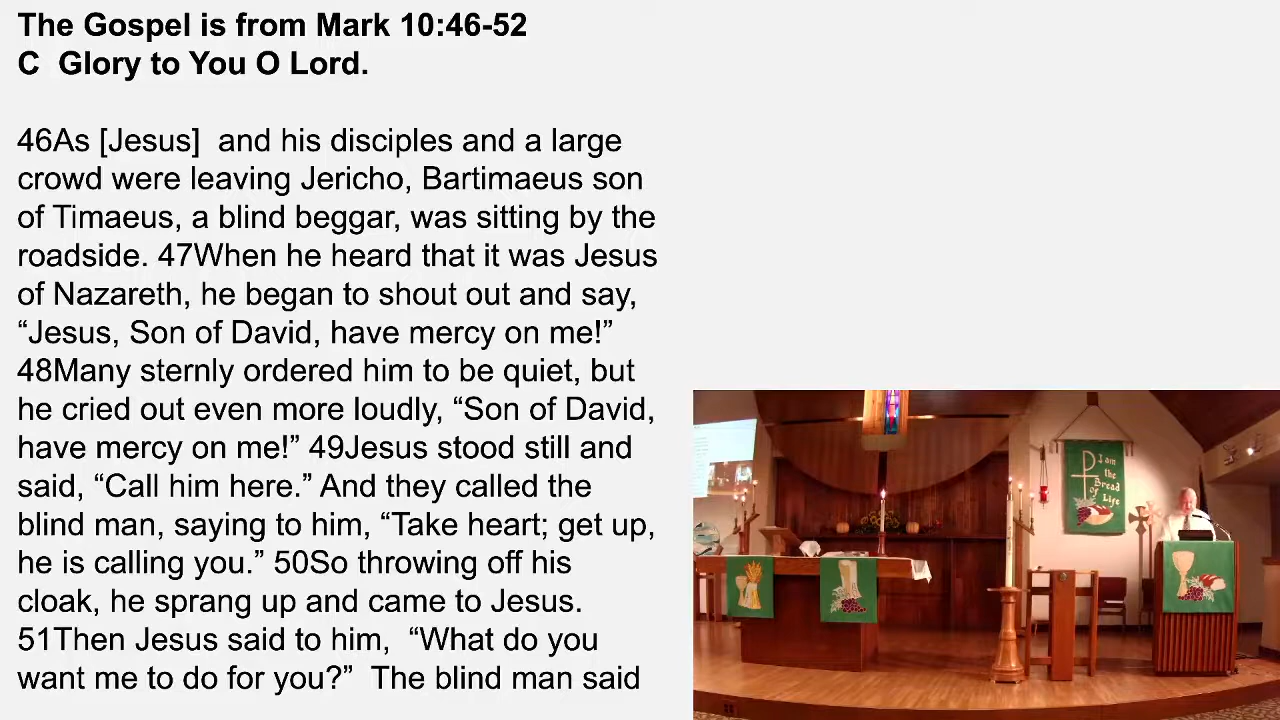 The Gospel is from Mark 10:46-52
C  Glory to You O Lord.
46As [Jesus]  and his disciples and a large
crowd were leaving Jericho, Bartimaeus son
of Timaeus, a blind beggar, was sitting by the
roadside. 47When he heard that it was Jesus
of Nazareth, he began to shout out and say,
“Jesus, Son of David, have mercy on me!”
48Many sternly ordered him to be quiet, but
he cried out even more loudly, “Son of David,
have mercy on me!” 49Jesus stood still and
said, “Call him here.” And they called the
blind man, saying to him, “Take heart; get up,
he is calling you.” 50So throwing off his
cloak, he sprang up and came to Jesus.
51Then Jesus said to him,  “What do you
want me to do for you?”  The blind man said
I am
the
Bread
of
Life